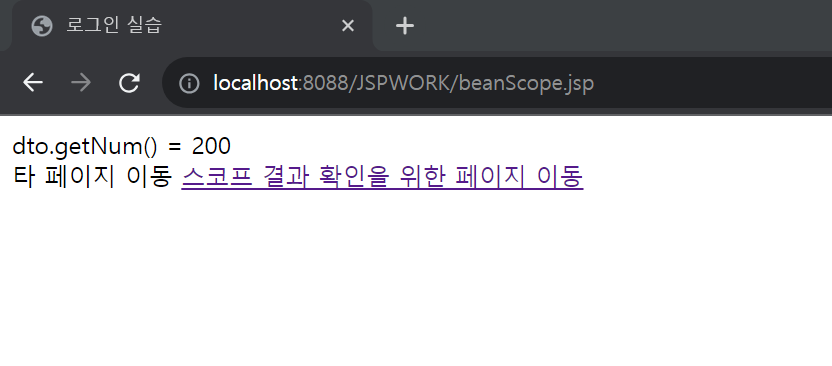 로그인 실습
localhost:8088/JSPWORK/beanScope.jsp
dto.getNum() = 200
타 페이지 이동 스코프 결과 확인을 위한 페이지 이동